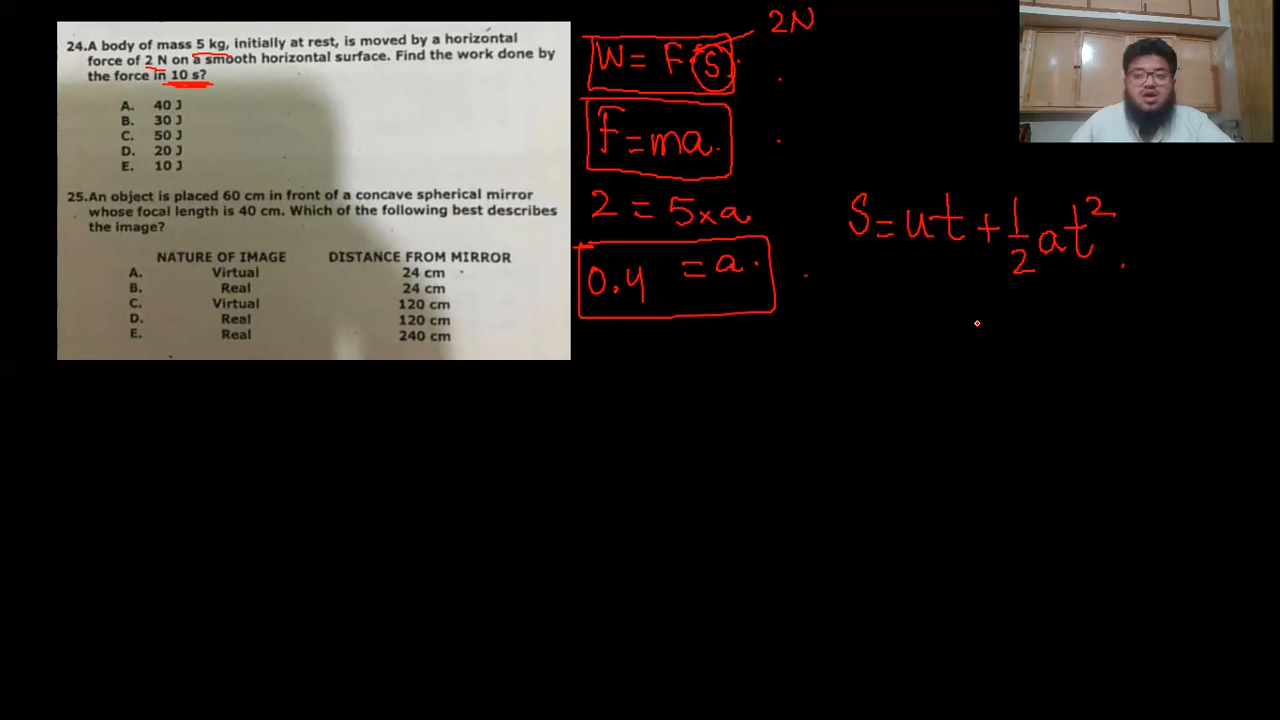 24.A body of mass 5 kg, initially at rest, is moved by a horizontal
force of 2 N on a smooth horizontal surface. Find the work done by
the force in 10 s?
A. 40 J
B. 30 J
C. 50 J
D. 20 J
E. 10 J
25.An object is placed 60 cm in front of a concave spherical mirror
whose focal length is 40 cm. Which of the following best describes
the image?
NATURE OF IMAGE DISTANCE FROM MIRROR
A. Virtual 24 cm
B. Real 24 cm
C. Virtual 120 cm
D. Real 120 cm
E. Real 240 cm
2N
W = F.S.
F = ma.
2 = 5×a
0.4 = a.
S = ut + 1/2 at²